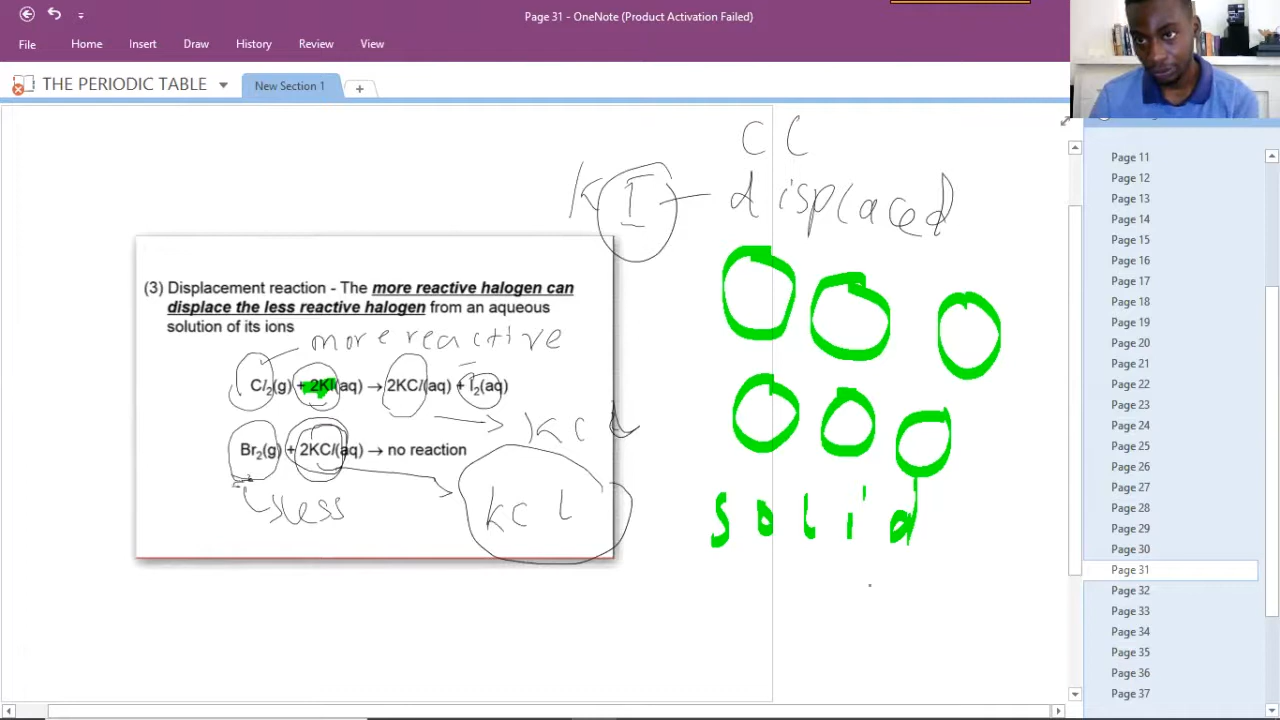 Page 31 - OneNote (Product Activation Failed)
File Home Insert Draw History Review View
THE PERIODIC TABLE
New Section 1
+
CC
KI - displaced
(3) Displacement reaction - The more reactive halogen can
displace the less reactive halogen from an aqueous
solution of its ions
more reactive
Cl2(g) + 2KI(aq) → 2KCl(aq) + I2(aq)
kcl
Br2(g) + 2KCl(aq) → no reaction
less
kcl
solid
Page 11
Page 12
Page 13
Page 14
Page 15
Page 16
Page 17
Page 18
Page 19
Page 20
Page 21
Page 22
Page 23
Page 24
Page 25
Page 26
Page 27
Page 28
Page 29
Page 30
Page 31
Page 32
Page 33
Page 34
Page 35
Page 36
Page 37